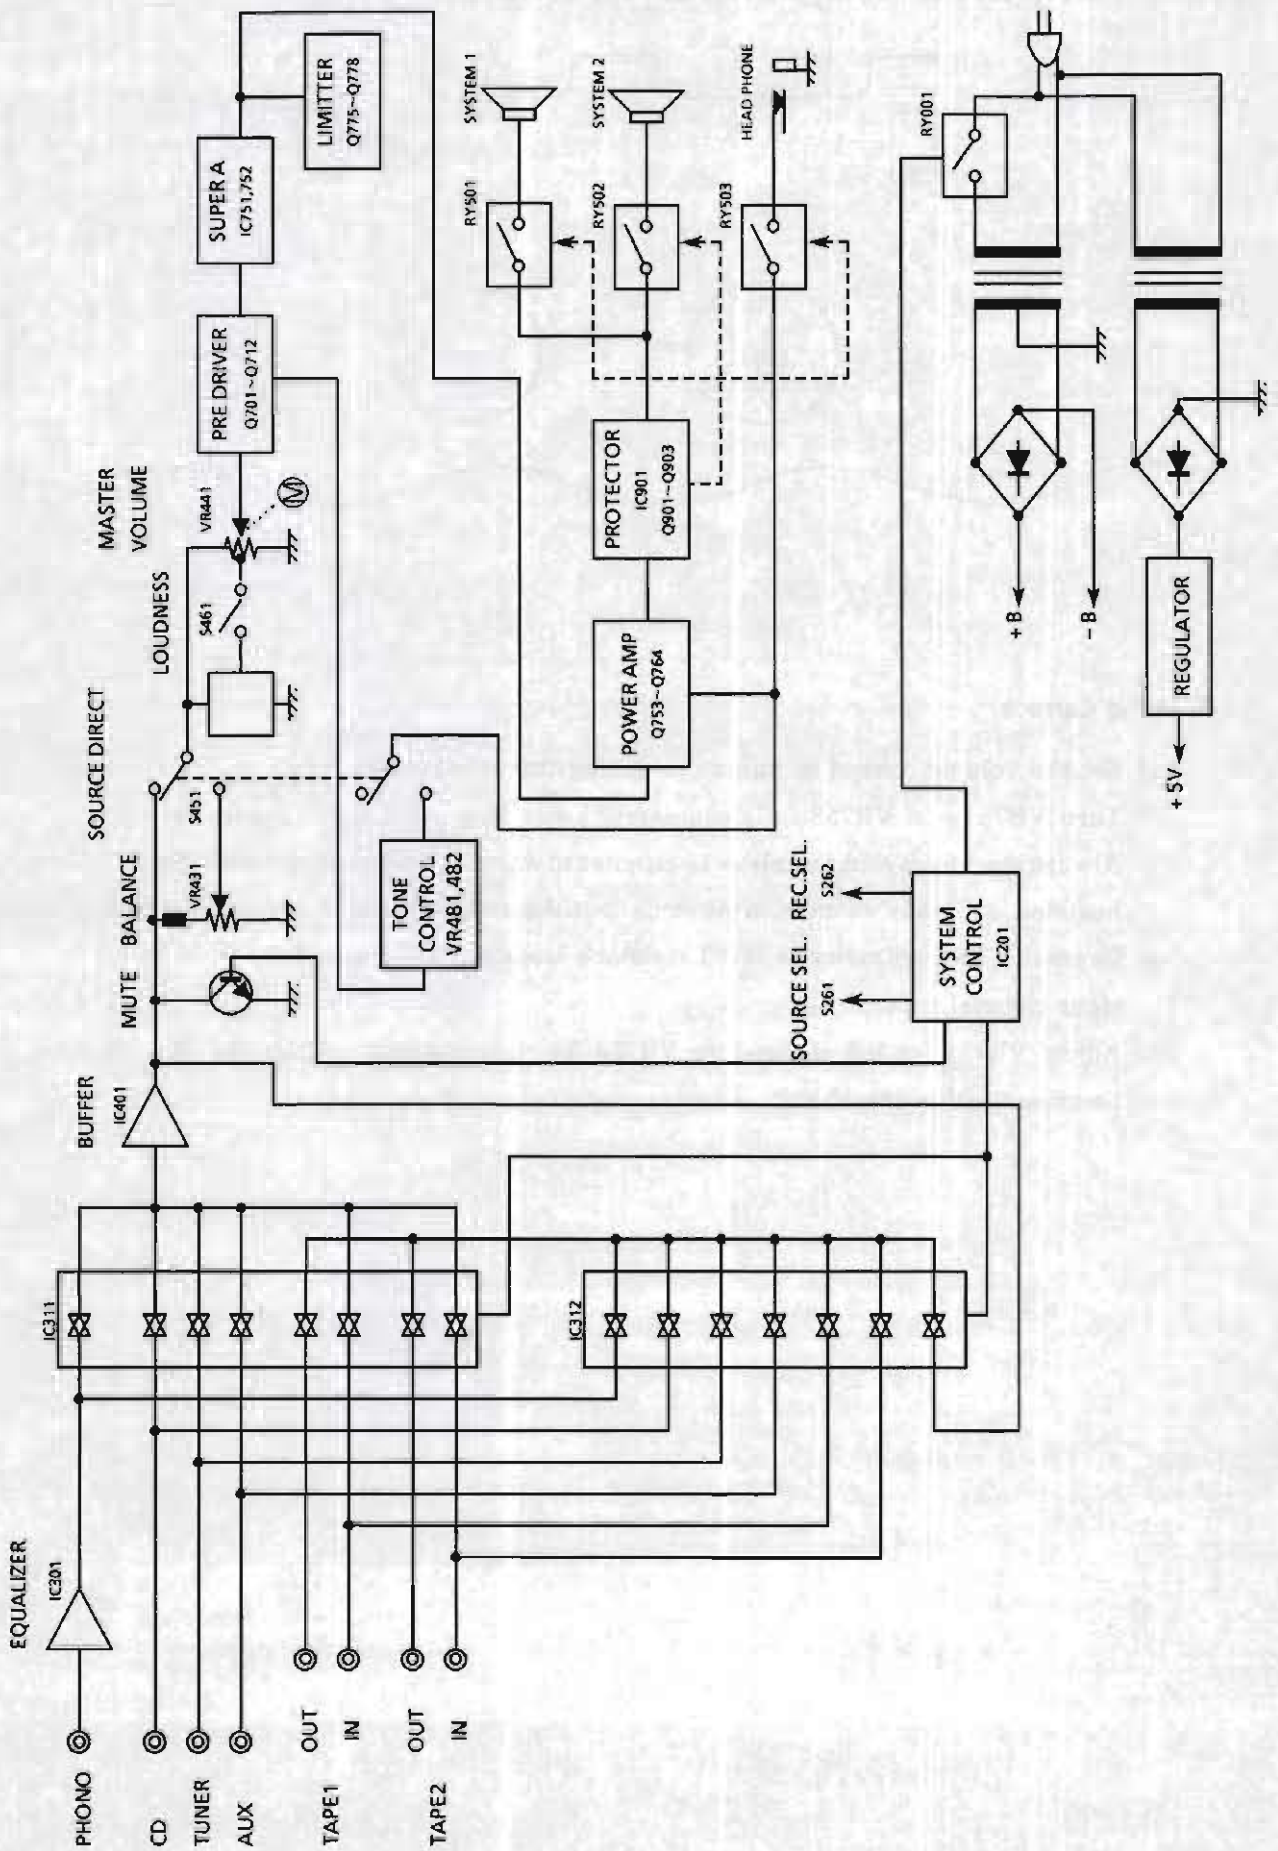 PHONO
CD
TUNER
AUX
TAPE1
OUT
IN
TAPE2
OUT
IN
EQUALIZER
IC301
IC311
IC312
BUFFER
IC401
MUTE
BALANCE
VR431
SOURCE DIRECT
S451
LOUDNESS
S461
MASTER
VOLUME
VR441
M
PRE DRIVER
Q701~Q712
SUPER A
IC751,752
LIMITTER
Q775~Q778
TONE
CONTROL
VR481,482
POWER AMP
Q753~Q764
PROTECTOR
IC901
Q901~Q903
RY501
SYSTEM 1
RY502
SYSTEM 2
RY503
HEAD PHONE
SOURCE SEL.
S261
REC.SEL.
S262
SYSTEM
CONTROL
IC201
RY001
+ B
- B
REGULATOR
+ 5V